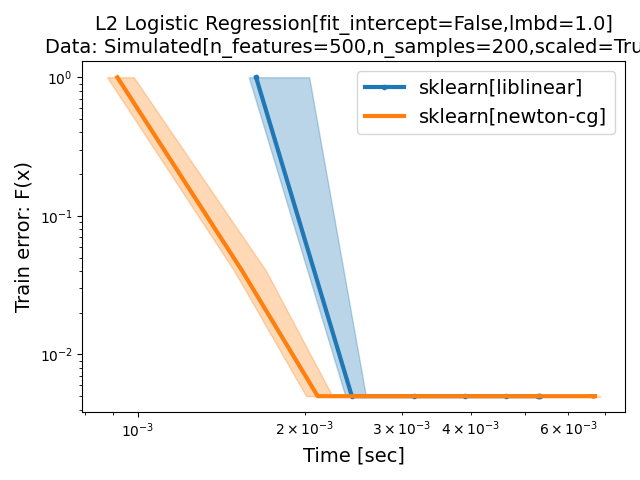 L2 Logistic Regression[fit_intercept=False,lmbd=1.0]
Data: Simulated[n_features=500,n_samples=200,scaled=Tru
sklearn[liblinear]
sklearn[newton-cg]
Train error: F(x)
10⁰
10⁻¹
10⁻²
10⁻³
2 × 10⁻³
3 × 10⁻³
4 × 10⁻³
6 × 10⁻³
Time [sec]